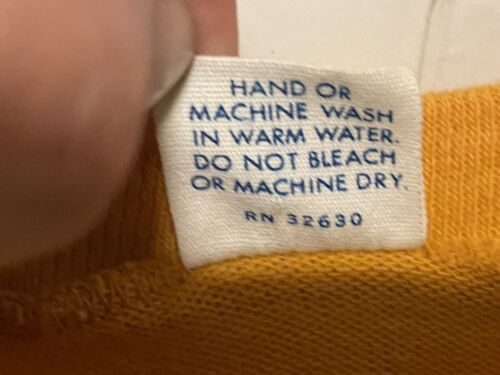 HAND OR
MACHINE WASH
IN WARM WATER.
DO NOT BLEACH
OR MACHINE DRY.
RN 32630